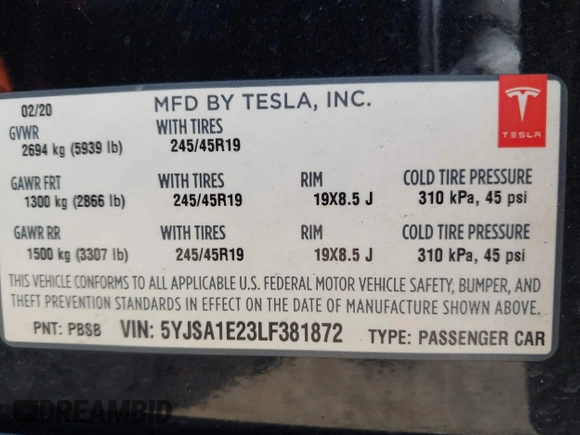 02/20 MFD BY TESLA, INC.
GVWR WITH TIRES
2694 kg (5939 lb) 245/45R19
TESLA
GAWR FRT WITH TIRES RIM COLD TIRE PRESSURE
1300 kg (2866 lb) 245/45R19 19X8.5 J 310 kPa, 45 psi
GAWR RR WITH TIRES RIM COLD TIRE PRESSURE
1500 kg (3307 lb) 245/45R19 19X8.5 J 310 kPa, 45 psi
THIS VEHICLE CONFORMS TO ALL APPLICABLE U.S. FEDERAL MOTOR VEHICLE SAFETY, BUMPER, AND
THEFT PREVENTION STANDARDS IN EFFECT ON THE DATE OF MANUFACTURE SHOWN ABOVE.
PNT: PBSB VIN: 5YJSA1E23LF381872 TYPE: PASSENGER CAR
DREAMBID